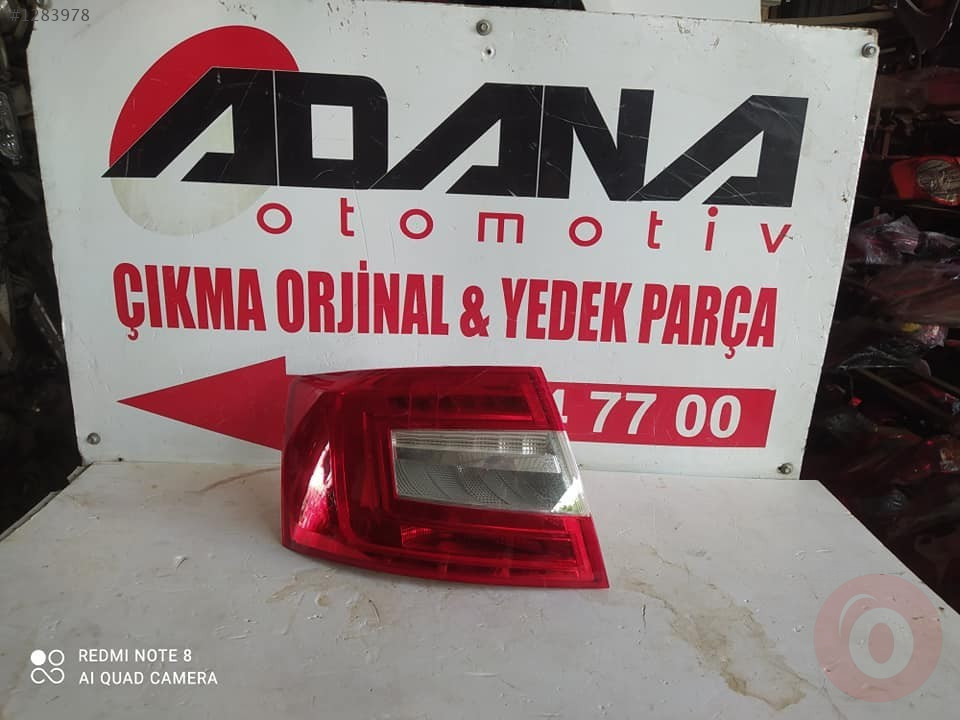 #1283978
ADANA
otomotiv
ÇIKMA ORJİNAL & YEDEK PARÇA
4 77 00
REDMI NOTE 8
AI QUAD CAMERA